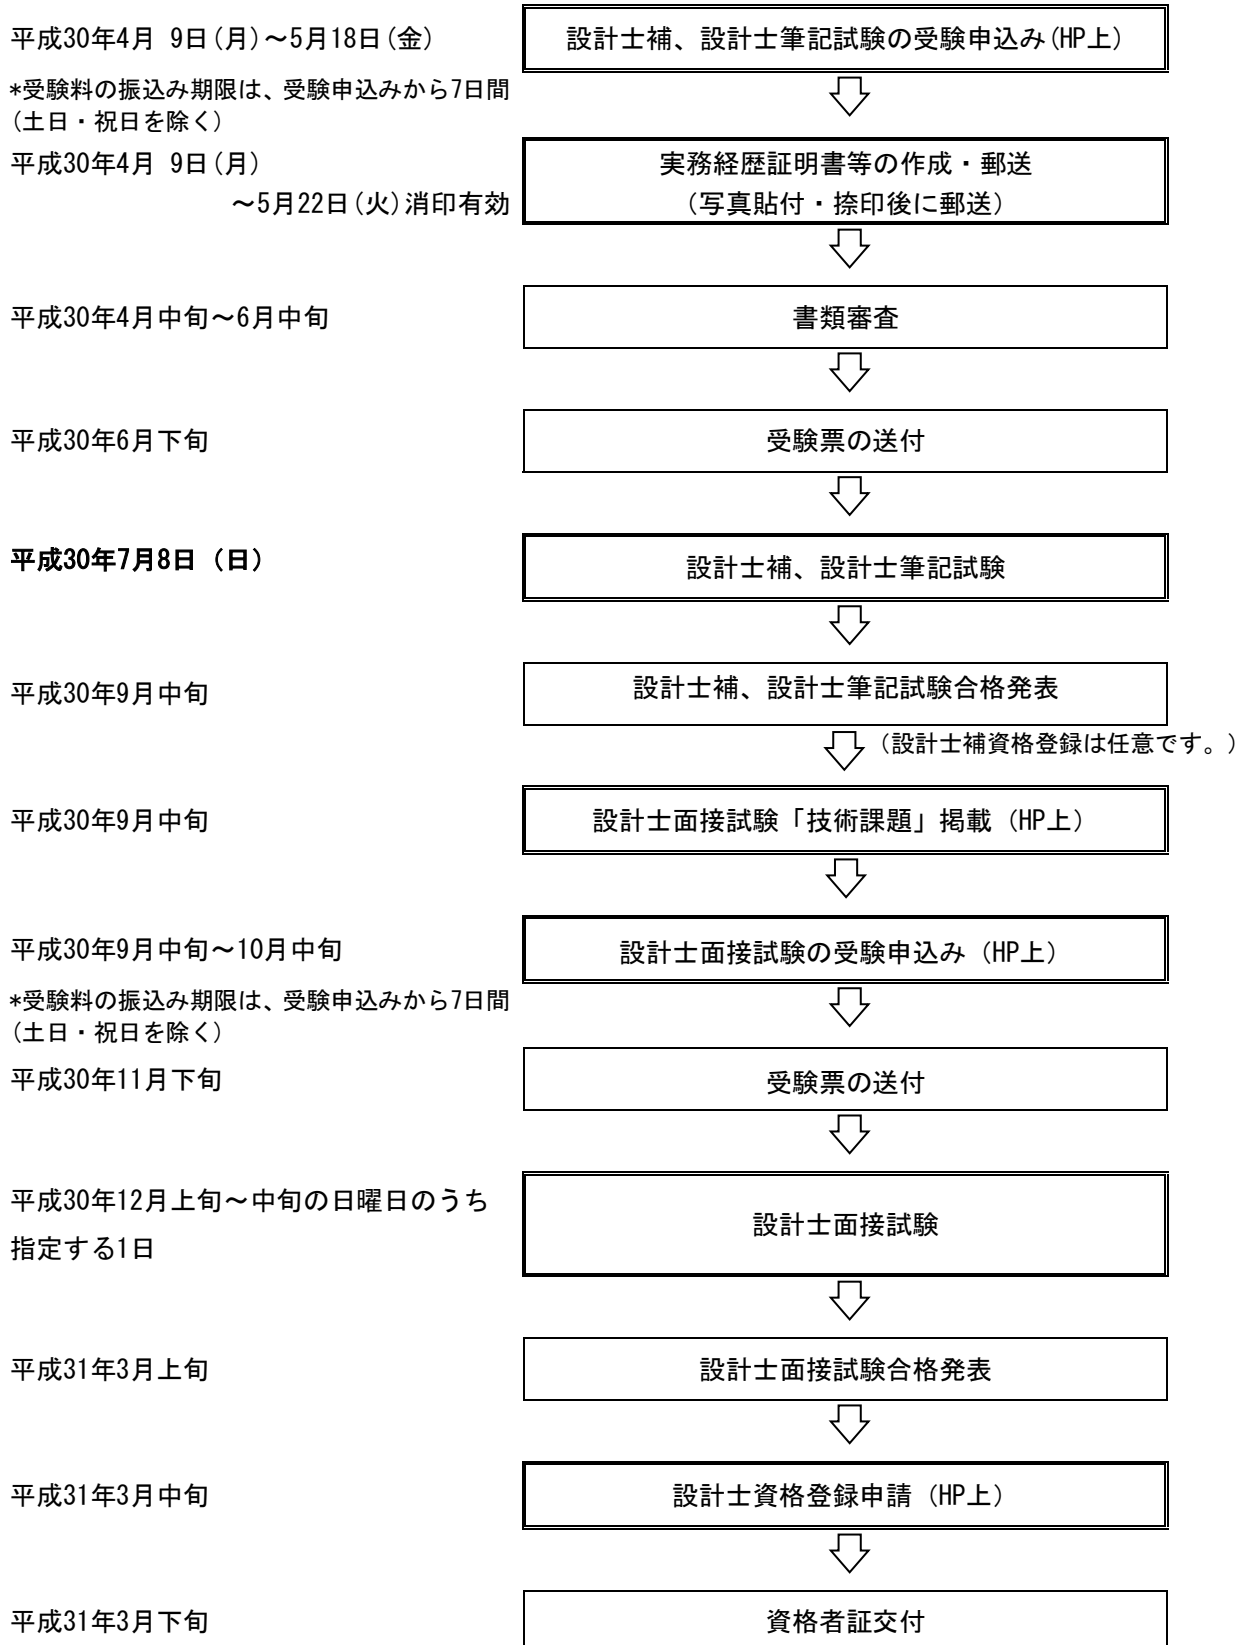 平成30年4月 9日(月)～5月18日(金)
設計士補、設計士筆記試験の受験申込み(HP上)
*受験料の振込み期限は、受験申込みから7日間
(土日・祝日を除く)
平成30年4月 9日(月)
～5月22日(火)消印有効
実務経歴証明書等の作成・郵送
(写真貼付・捺印後に郵送)
平成30年4月中旬～6月中旬
書類審査
平成30年6月下旬
受験票の送付
平成30年7月8日（日）
設計士補、設計士筆記試験
平成30年9月中旬
設計士補、設計士筆記試験合格発表
（設計士補資格登録は任意です。）
平成30年9月中旬
設計士面接試験「技術課題」掲載（HP上）
平成30年9月中旬～10月中旬
設計士面接試験の受験申込み（HP上）
*受験料の振込み期限は、受験申込みから7日間
(土日・祝日を除く)
平成30年11月下旬
受験票の送付
平成30年12月上旬～中旬の日曜日のうち
指定する1日
設計士面接試験
平成31年3月上旬
設計士面接試験合格発表
平成31年3月中旬
設計士資格登録申請（HP上）
平成31年3月下旬
資格者証交付